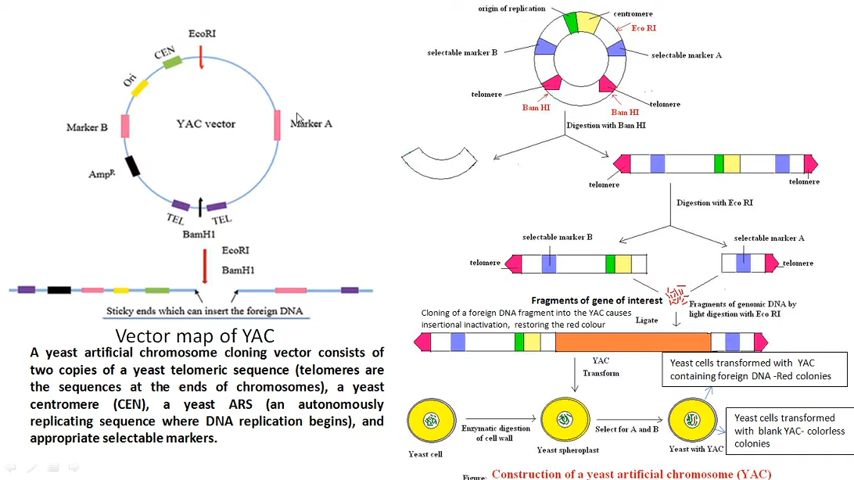 EcoRI
CEN
Ori
YAC vector
Marker B
Marker A
Ampᴿ
TEL
TEL
BamH1
EcoRI
BamH1
Sticky ends which can insert the foreign DNA
Vector map of YAC
A yeast artificial chromosome cloning vector consists of
two copies of a yeast telomeric sequence (telomeres are
the sequences at the ends of chromosomes), a yeast
centromere (CEN), a yeast ARS (an autonomously
replicating sequence where DNA replication begins), and
appropriate selectable markers.
origin of replication
centromere
Eco RI
selectable marker B
selectable marker A
telomere
telomere
Bam HI
Bam HI
Digestion with Bam HI
telomere
telomere
Digestion with Eco RI
selectable marker B
selectable marker A
telomere
telomere
Fragments of gene of interest
Fragments of genomic DNA by
light digestion with Eco RI
Cloning of a foreign DNA fragment into the YAC causes
insertional inactivation, restoring the red colour
Ligate
YAC
Transform
Yeast cells transformed with YAC
containing foreign DNA -Red colonies
Enzymatic digestion
of cell wall
Select for A and B
Yeast cells transformed
with blank YAC- colorless
colonies
Yeast cell
Yeast spheroplast
Yeast with YAC
Figure: Construction of a yeast artificial chromosome (YAC)